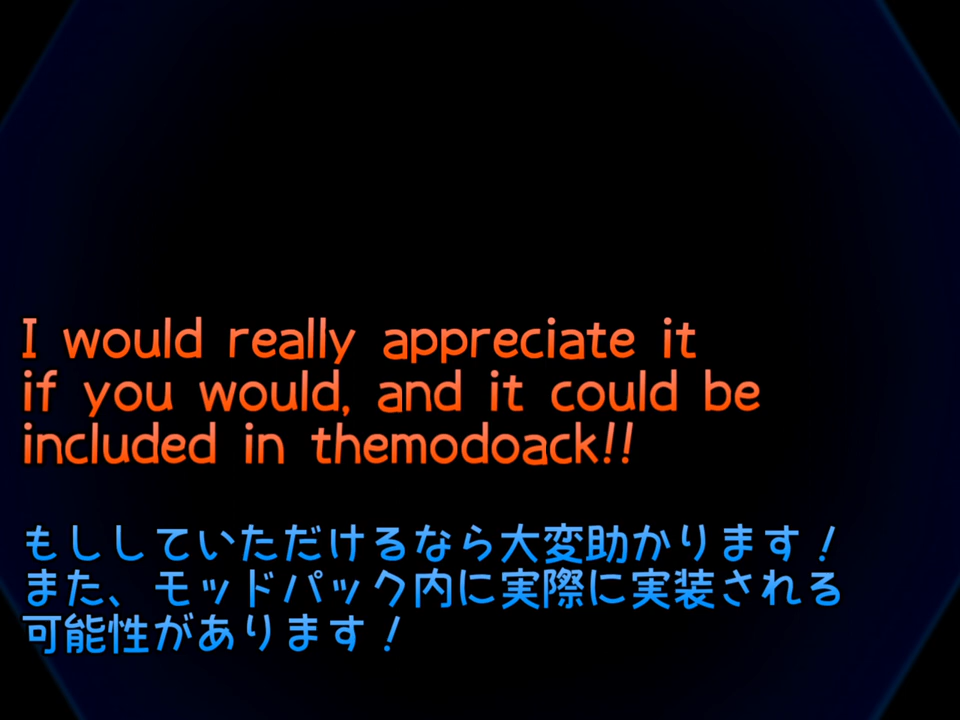 I would really appreciate it
if you would, and it could be
included in themodoack!!
もししていただけるなら大変助かります！
また、モッドパック内に実際に実装される
可能性があります！